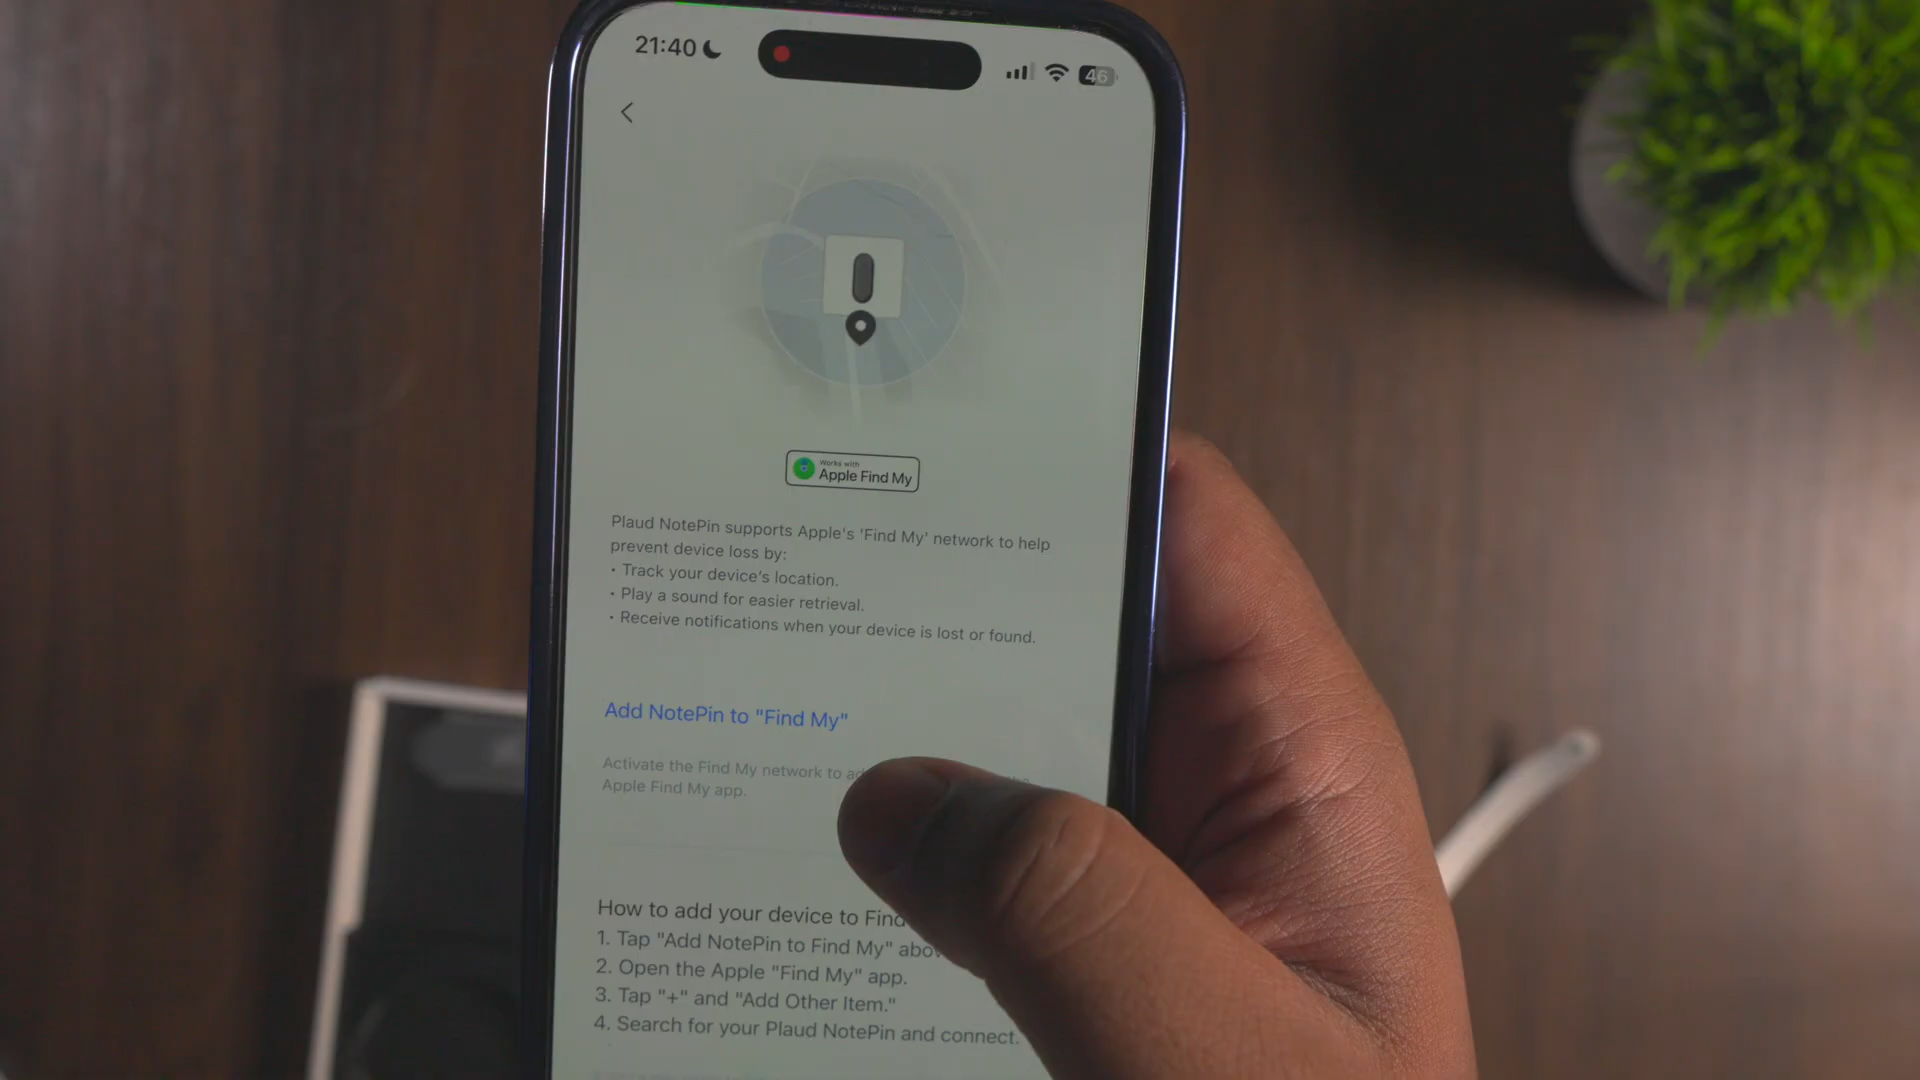 21:40
46
Works with
Apple Find My
Plaud NotePin supports Apple's 'Find My' network to help
prevent device loss by:
• Track your device's location.
• Play a sound for easier retrieval.
• Receive notifications when your device is lost or found.
Add NotePin to "Find My"
Activate the Find My network to
Apple Find My app.
How to add your device to Find
1. Tap "Add NotePin to Find My"
2. Open the Apple "Find My" app.
3. Tap "+" and "Add Other Item."
4. Search for your Plaud NotePin and connect.